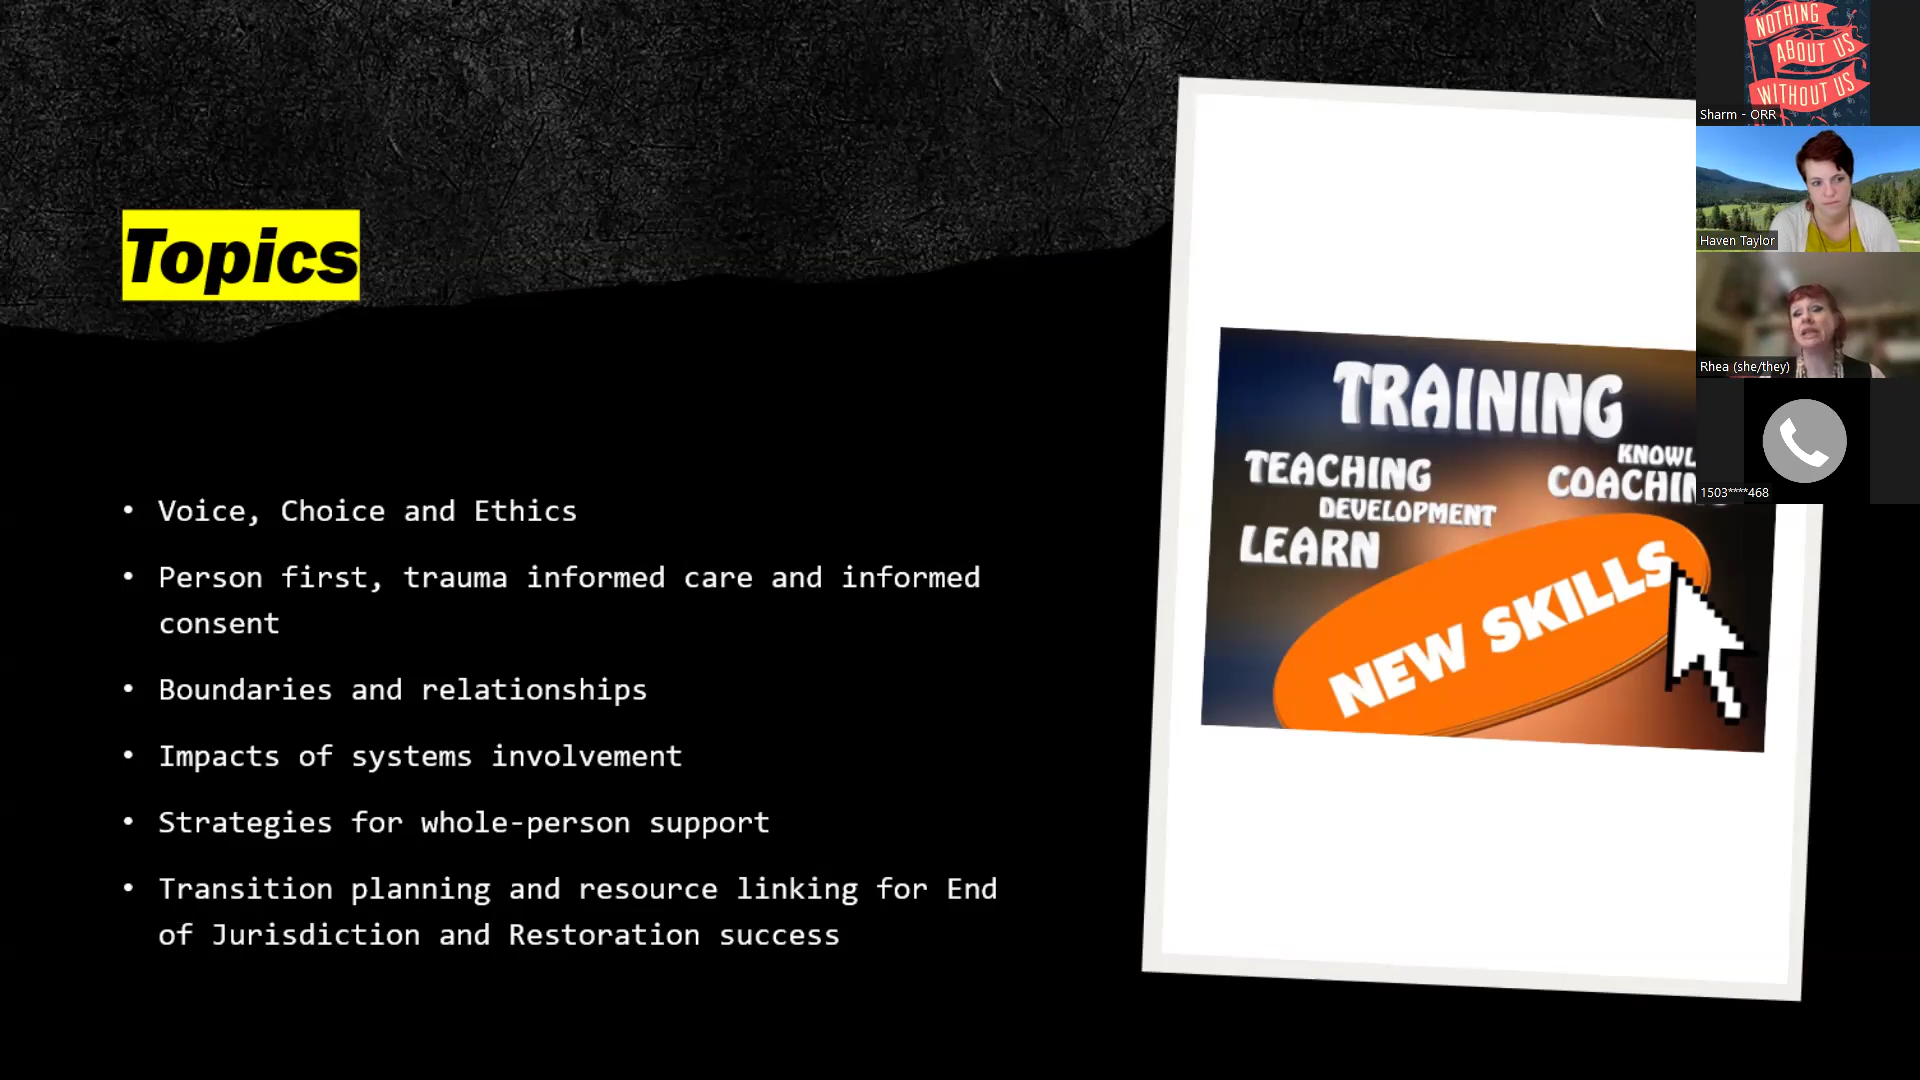 Topics
• Voice, Choice and Ethics
• Person first, trauma informed care and informed
consent
• Boundaries and relationships
• Impacts of systems involvement
• Strategies for whole-person support
• Transition planning and resource linking for End
of Jurisdiction and Restoration success
TRAINING
TEACHING
DEVELOPMENT
LEARN
NEW SKILLS
NOTHING
ABOUT US
WITHOUT US
Sharm - ORR
Haven Taylor
Rhea (she/they)
1503****468